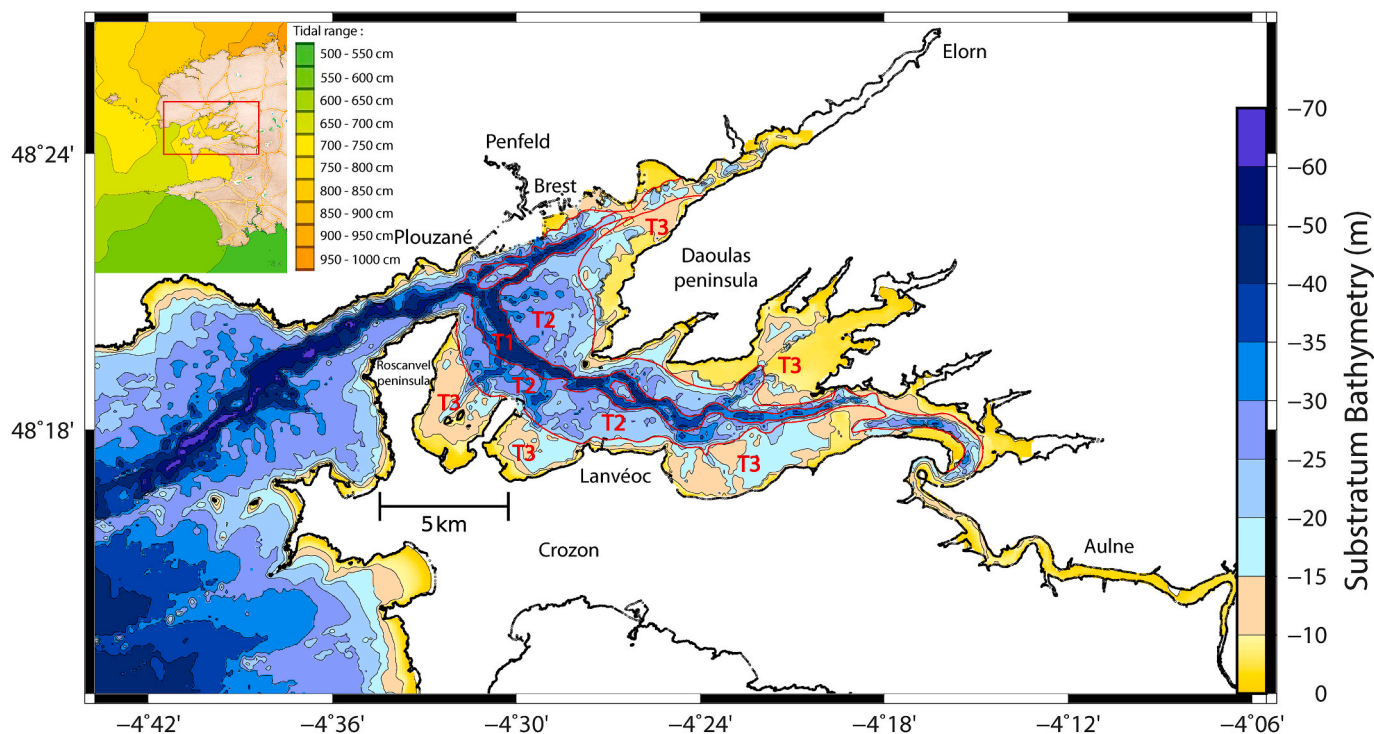 Tidal range :
500 - 550 cm
550 - 600 cm
600 - 650 cm
650 - 700 cm
700 - 750 cm
750 - 800 cm
800 - 850 cm
850 - 900 cm
900 - 950 cm
950 - 1000 cm
Elorn
Penfeld
Brest
Plouzané
T3
Daoulas
peninsula
T2
T1
Roscanvel
peninsula
T2
T3
T3
T2
T3
T3
Lanvéoc
5 km
Crozon
Aulne
48˚24'
48˚18'
−4˚42'
−4˚36'
−4˚30'
−4˚24'
−4˚18'
−4˚12'
−4˚06'
−70
−60
−50
−40
−35
−30
−25
−20
−15
−10
0
Substratum Bathymetry (m)